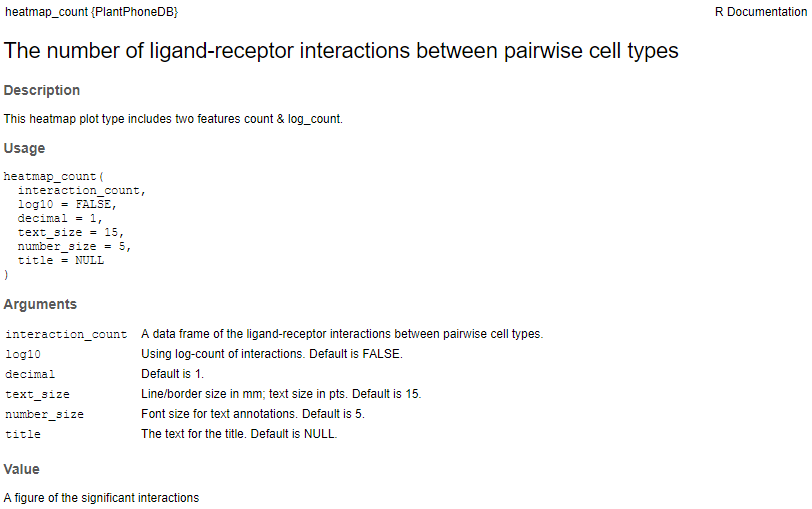 heatmap_count {PlantPhoneDB} R Documentation
The number of ligand-receptor interactions between pairwise cell types
Description
This heatmap plot type includes two features count & log_count.
Usage
heatmap_count(
  interaction_count,
  log10 = FALSE,
  decimal = 1,
  text_size = 15,
  number_size = 5,
  title = NULL
)
Arguments
interaction_count A data frame of the ligand-receptor interactions between pairwise cell types.
log10 Using log-count of interactions. Default is FALSE.
decimal Default is 1.
text_size Line/border size in mm; text size in pts. Default is 15.
number_size Font size for text annotations. Default is 5.
title The text for the title. Default is NULL.
Value
A figure of the significant interactions